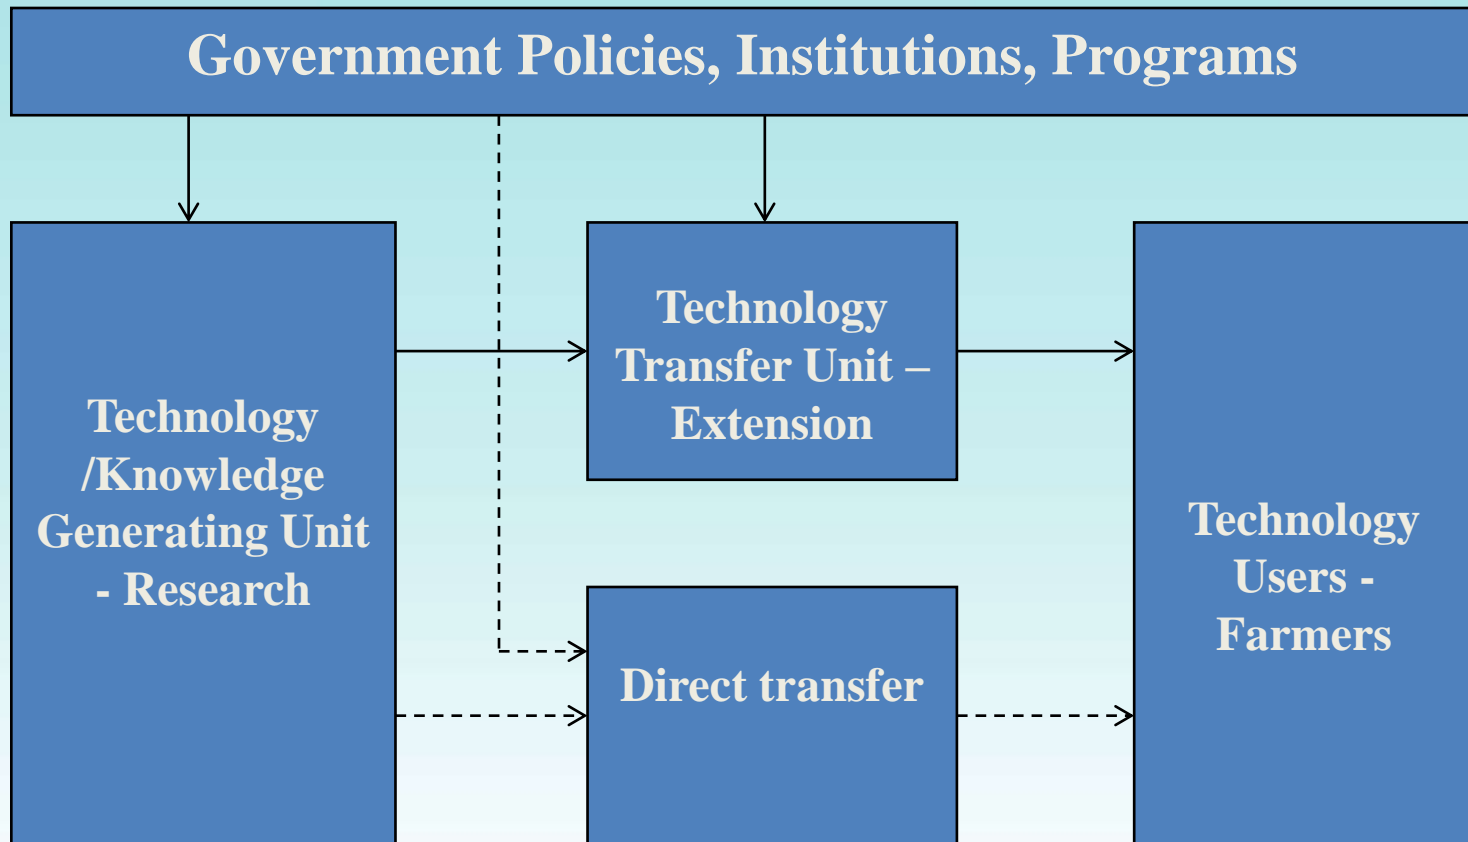 Government Policies, Institutions, Programs
Technology
Transfer Unit –
Extension
Technology
/Knowledge
Generating Unit
- Research
Technology
Users -
Farmers
Direct transfer